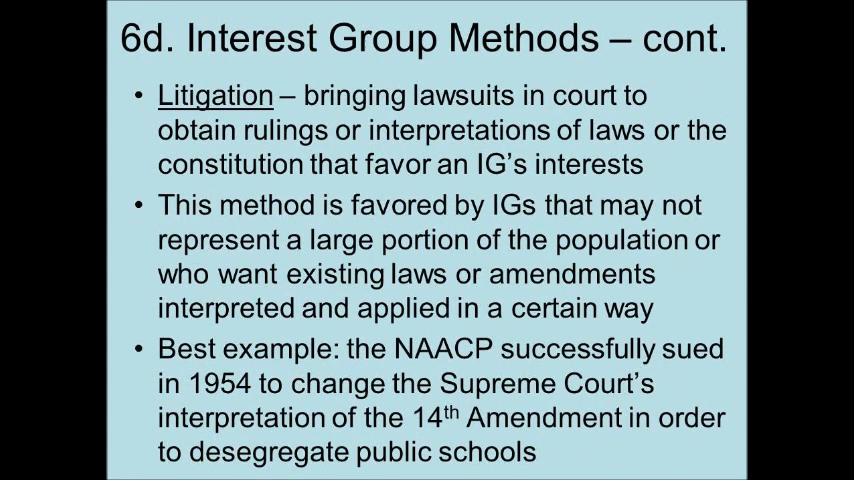 6d. Interest Group Methods – cont.
• Litigation – bringing lawsuits in court to
obtain rulings or interpretations of laws or the
constitution that favor an IG’s interests
• This method is favored by IGs that may not
represent a large portion of the population or
who want existing laws or amendments
interpreted and applied in a certain way
• Best example: the NAACP successfully sued
in 1954 to change the Supreme Court’s
interpretation of the 14th Amendment in order
to desegregate public schools